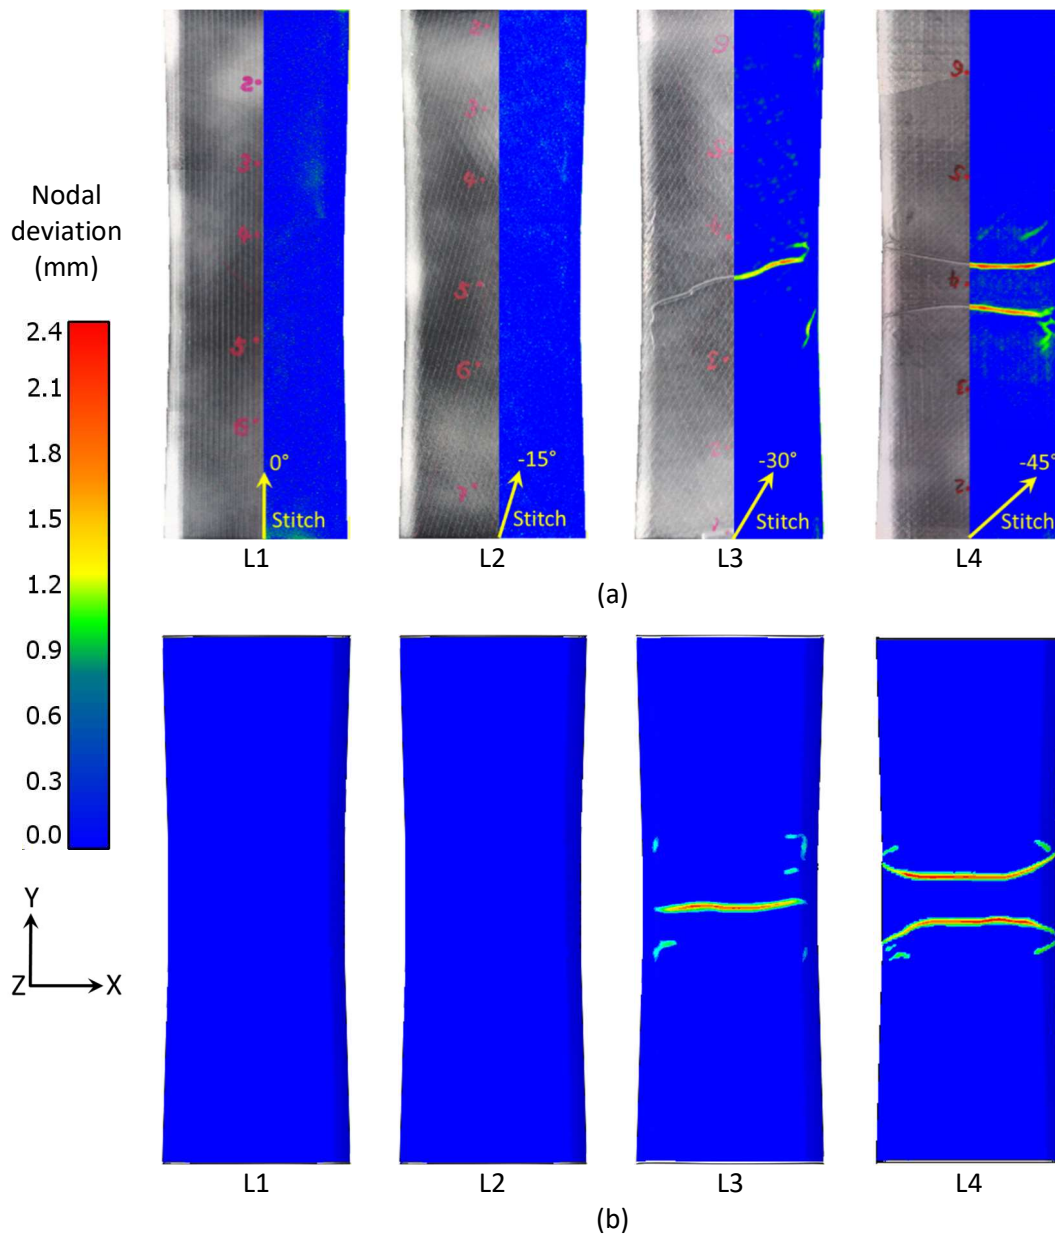 Nodal
deviation
(mm)
2.4
2.1
1.8
1.5
1.2
0.9
0.6
0.3
0.0
Y
Z
X
0°
Stitch
L1
-15°
Stitch
L2
-30°
Stitch
L3
-45°
Stitch
L4
(a)
L1
L2
L3
L4
(b)